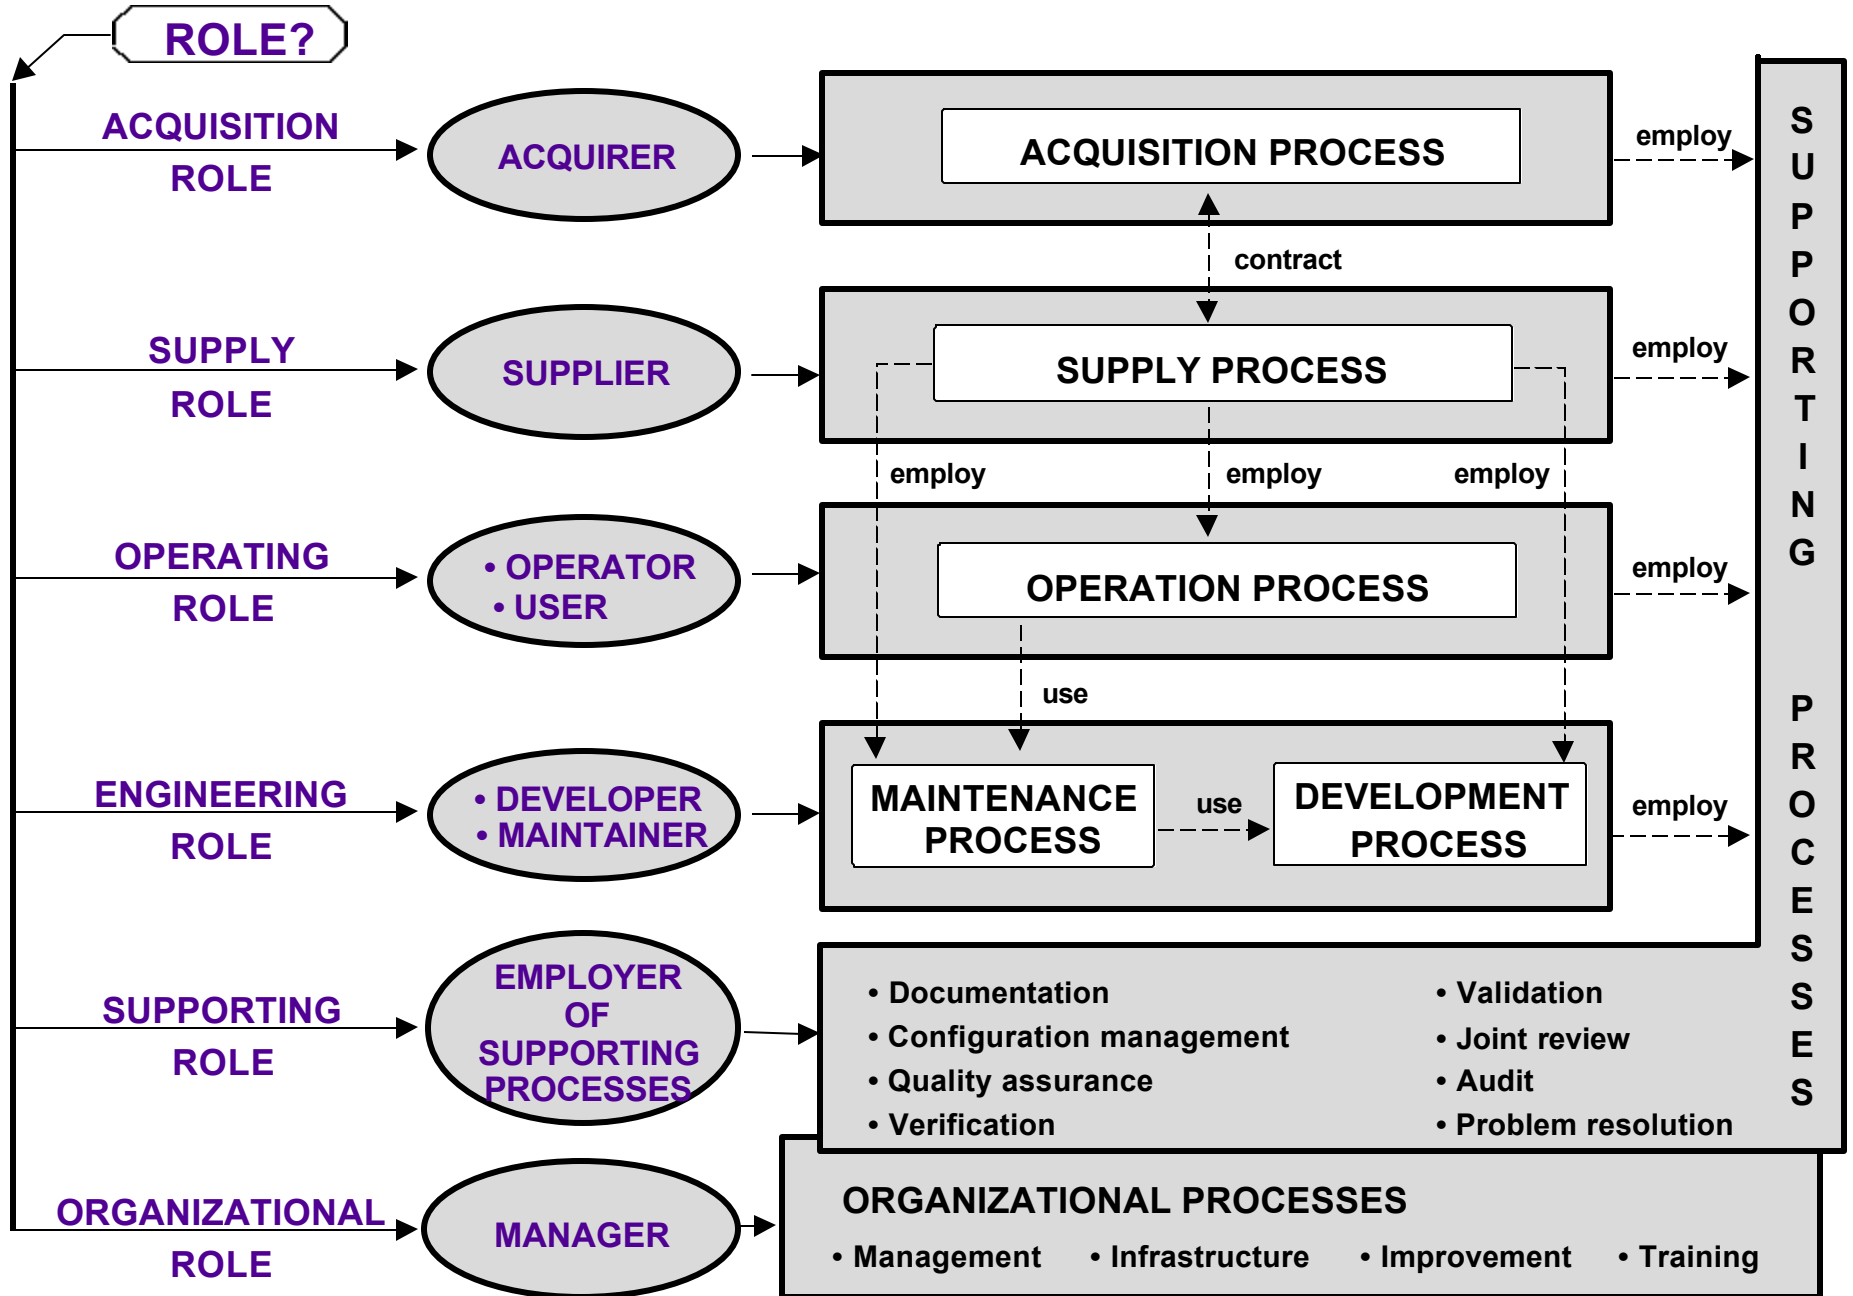 ROLE?
ACQUISITION
ROLE
ACQUIRER
ACQUISITION PROCESS
employ
contract
SUPPLY
ROLE
SUPPLIER
SUPPLY PROCESS
employ
employ
employ
employ
OPERATING
ROLE
• OPERATOR
• USER
OPERATION PROCESS
employ
use
ENGINEERING
ROLE
• DEVELOPER
• MAINTAINER
MAINTENANCE
PROCESS
use
DEVELOPMENT
PROCESS
employ
SUPPORTING PROCESSES
SUPPORTING
ROLE
EMPLOYER
OF
SUPPORTING
PROCESSES
• Documentation
• Configuration management
• Quality assurance
• Verification
• Validation
• Joint review
• Audit
• Problem resolution
ORGANIZATIONAL
ROLE
MANAGER
ORGANIZATIONAL PROCESSES
• Management • Infrastructure • Improvement • Training